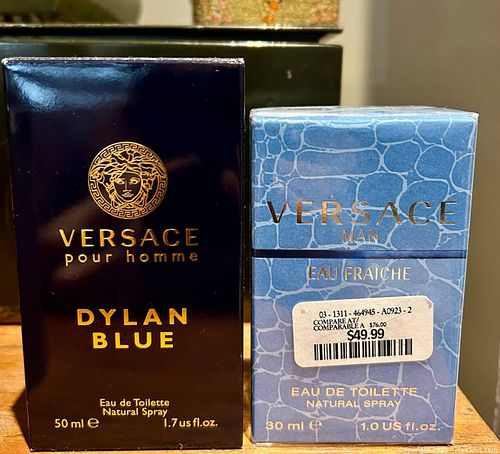 VERSACE
pour homme
DYLAN
BLUE
Eau de Toilette
Natural Spray
50 ml e 1.7 us fl.oz.
VERSACE
MAN
EAU FRAÎCHE
03 - 1311 - 464945 - A0923 - 2
COMPARE AT/
COMPARABLE A $76.00
$49.99
EAU DE TOILETTE
NATURAL SPRAY
30 ml e 1.0 US fl.oz.